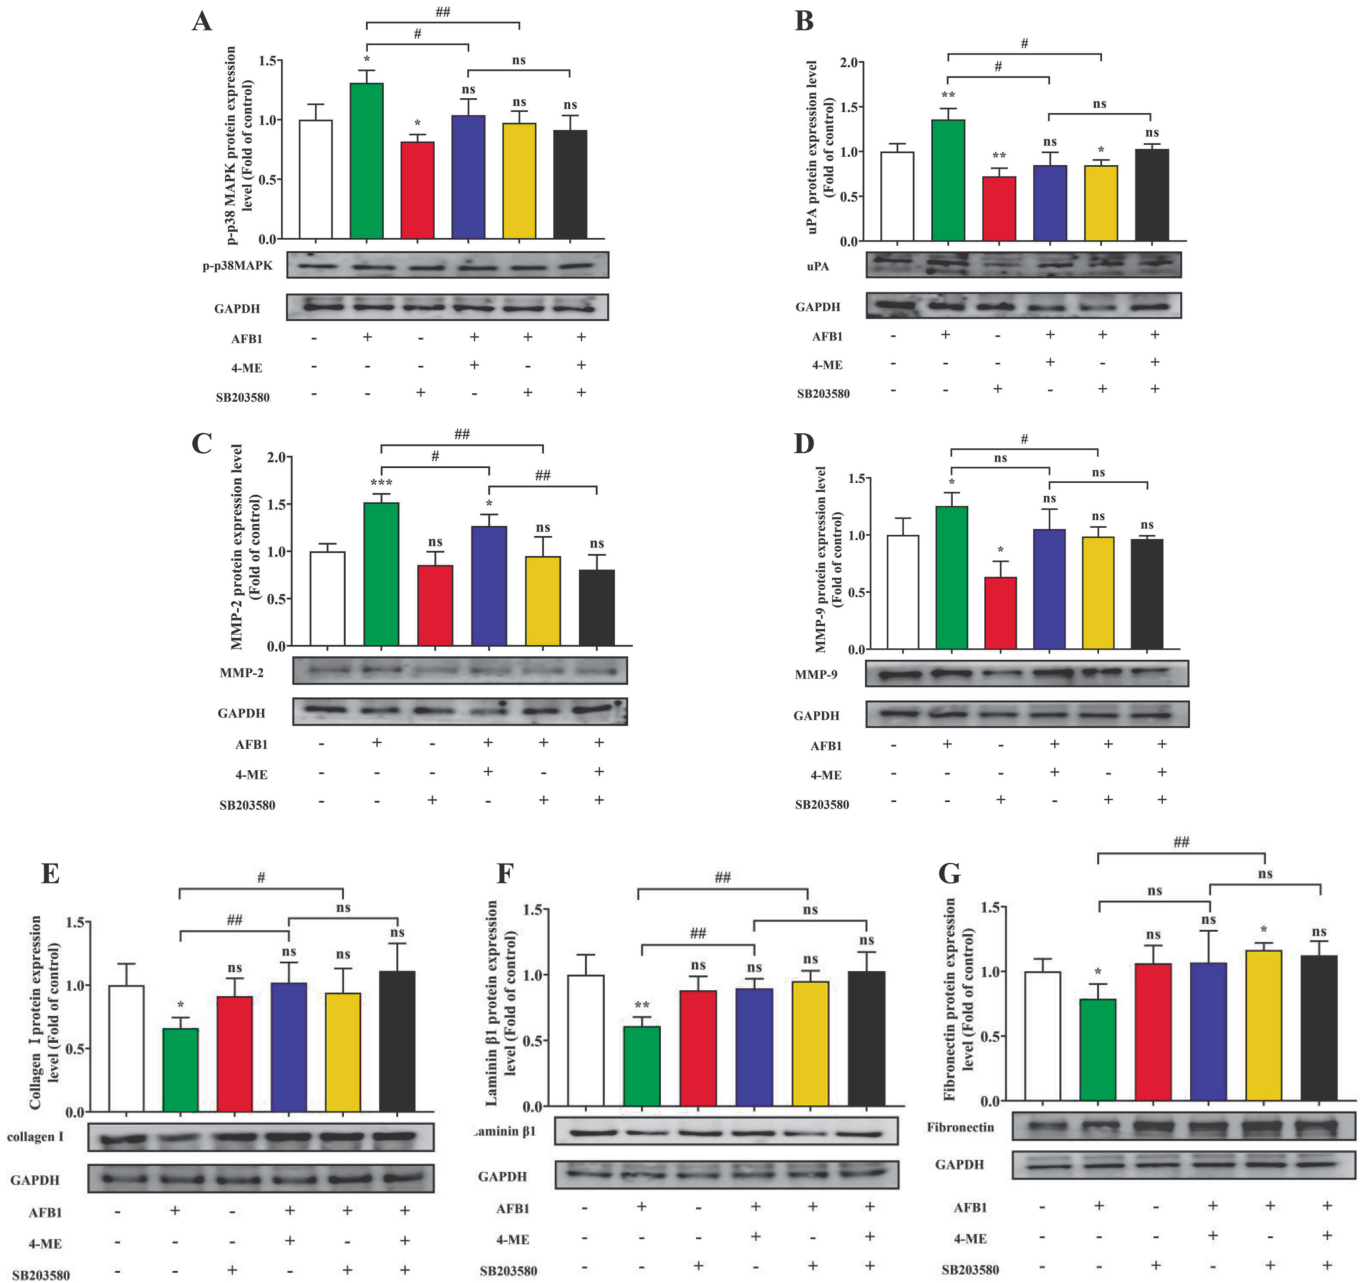 A
##
#
ns
*
*
ns
ns
ns
p-p38 MAPK protein expression
level (Fold of control)
1.5
1.0
0.5
0.0
p-p38MAPK
GAPDH
AFB1 - + - + + +
4-ME - - - + - +
SB203580 - - + - + +
B
#
#
ns
**
**
ns
*
ns
uPA protein expression level
(Fold of control)
2.0
1.5
1.0
0.5
0.0
uPA
GAPDH
AFB1 - + - + + +
4-ME - - - + - +
SB203580 - - + - + +
C
##
#
##
***
ns
*
ns
ns
MMP-2 protein expression level
(Fold of control)
2.0
1.5
1.0
0.5
0.0
MMP-2
GAPDH
AFB1 - + - + + +
4-ME - - - + - +
SB203580 - - + - + +
D
#
ns
ns
*
*
ns
ns
ns
MMP-9 protein expression level
(Fold of control)
1.5
1.0
0.5
0.0
MMP-9
GAPDH
AFB1 - + - + + +
4-ME - - - + - +
SB203580 - - + - + +
E
#
##
ns
*
ns
ns
ns
ns
Collagen I protein expression
level (Fold of control)
1.5
1.0
0.5
0.0
collagen I
GAPDH
AFB1 - + - + + +
4-ME - - - + - +
SB203580 - - + - + +
F
##
##
ns
**
ns
ns
ns
ns
Laminin β1 protein expression
level (Fold of control)
1.5
1.0
0.5
0.0
aminin β1
GAPDH
AFB1 - + - + + +
4-ME - - - + - +
SB203580 - - + - + +
G
##
ns
ns
*
ns
ns
*
ns
Fibronectin protein expression
level (Fold of control)
1.5
1.0
0.5
0.0
Fibronectin
GAPDH
AFB1 - + - + + +
4-ME - - - + - +
SB203580 - - + - + +